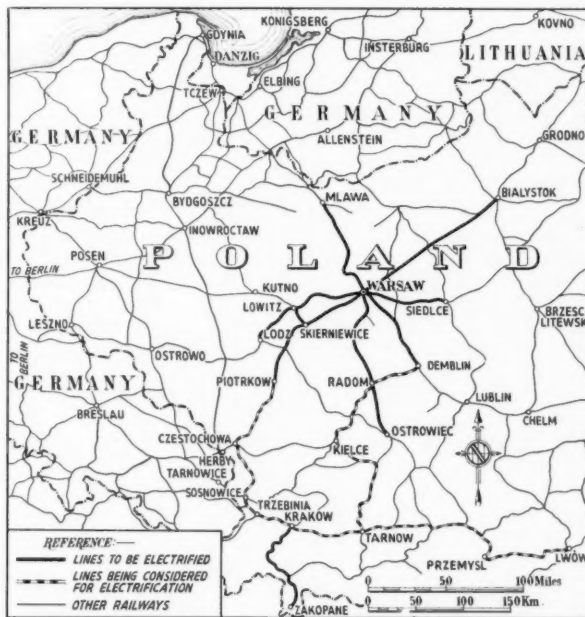 KONIGSBERG
KOVNO
GDYNIA
DANZIG
INSTERBURG
LITHUANIA
TCZEW
ELBING
GERMANY
GERMANY
ALLENSTEIN
GRODNO
SCHNEIDEMUHL
BYDGOSZCZ
MLAWA
BIALYSTOK
KREUZ
INOWROCTAW
POSEN
POLAND
TO BERLIN
KUTNO
WARSAW
LOWITZ
SIEDLCE
BRZESC
LITEWSK
LESZNO
LODZ
SKIERNIEWICE
TO
BERLIN
OSTROWO
DEMBLIN
GERMANY
PIOTRKOW
RADOM
LUBLIN
BRESLAU
CHELM
OSTROWIEC
CZESTOCHOWA
HERBY
KIELCE
TARNOWICE
N
SOSNOWICE
TRZEBINIA
KRAKOW
TARNOW
PRZEMYSL
LWOW
REFERENCE:—
LINES TO BE ELECTRIFIED
LINES BEING CONSIDERED
FOR ELECTRIFICATION
OTHER RAILWAYS
ZAKOPANE
0 50 100 Miles
0 50 100 150 Km